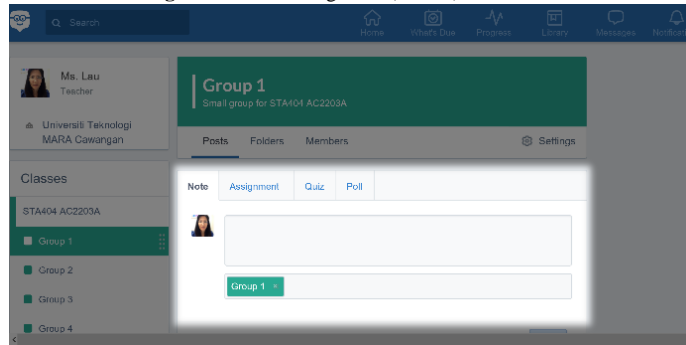 Search
Home
What's Due
Progress
Library
Messages
Notificat
Ms. Lau
Teacher
Universiti Teknologi
MARA Cawangan
Group 1
Small group for STA404 AC2203A
Posts Folders Members Settings
Classes
STA404 AC2203A
Group 1
Group 2
Group 3
Group 4
Note Assignment Quiz Poll
Group 1 ×